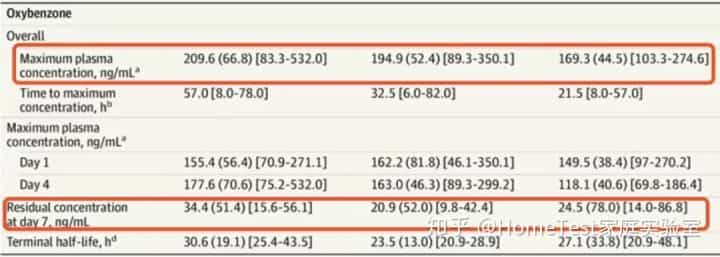 Oxybenzone
Overall
Maximum plasma concentration, ng/mLa 209.6 (66.8) [83.3-532.0] 194.9 (52.4) [89.3-350.1] 169.3 (44.5) [103.3-274.6]
Time to maximum concentration, hb 57.0 [8.0-78.0] 32.5 [6.0-82.0] 21.5 [8.0-57.0]
Maximum plasma concentration, ng/mLa
Day 1 155.4 (56.4) [70.9-271.1] 162.2 (81.8) [46.1-350.1] 149.5 (38.4) [97-270.2]
Day 4 177.6 (70.6) [75.2-532.0] 163.0 (46.3) [89.3-299.2] 118.1 (40.6) [69.8-186.4]
Residual concentration at day 7, ng/mL 34.4 (51.4) [15.6-56.1] 20.9 (52.0) [9.8-42.4] 24.5 (78.0) [14.0-86.8]
Terminal half-life, hd 30.6 (19.1) [25.4-43.5] 23.5 (13.0) [20.9-28.9] 27.1 (33.8) [20.9-48.1]
知乎 @HomeTest家庭实验室